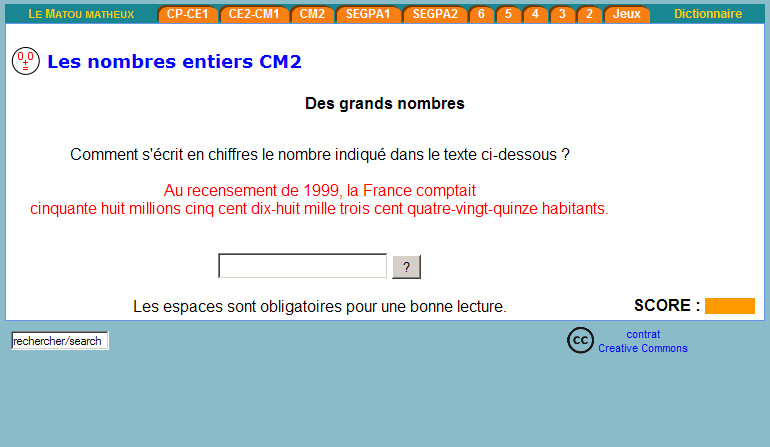 LE MATOU MATHEUX CP-CE1 CE2-CM1 CM2 SEGPA1 SEGPA2 6 5 4 3 2 Jeux Dictionnaire
0 0
+
=
Les nombres entiers CM2
Des grands nombres
Comment s'écrit en chiffres le nombre indiqué dans le texte ci-dessous ?
Au recensement de 1999, la France comptait
cinquante huit millions cinq cent dix-huit mille trois cent quatre-vingt-quinze habitants.
?
Les espaces sont obligatoires pour une bonne lecture. SCORE :
rechercher/search
cc contrat
Creative Commons